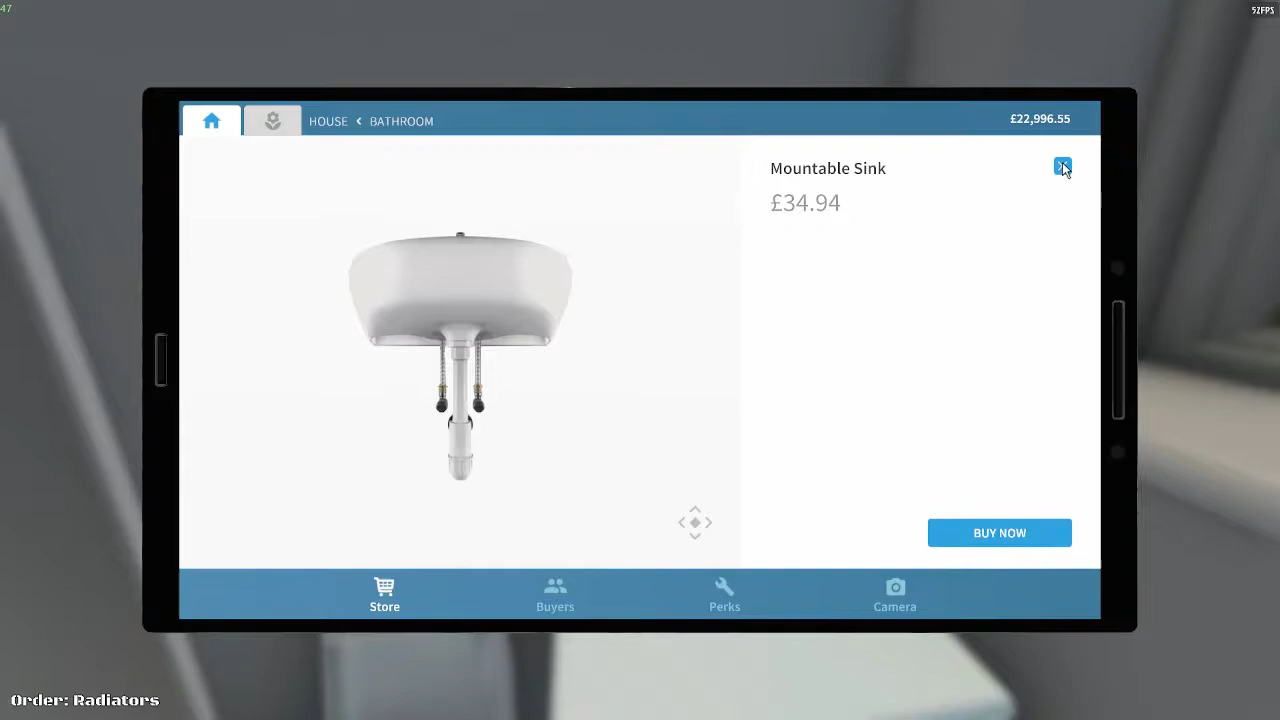 47
52FPS
HOUSE < BATHROOM
£22,996.55
Mountable Sink
£34.94
BUY NOW
Store
Buyers
Perks
Camera
Order: Radiators